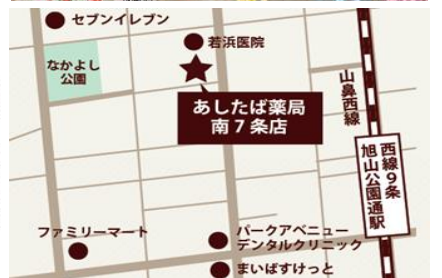 セブンイレブン
若浜医院
なかよし
公園
あしたば薬局
南7条店
山鼻西線
西線9条
旭山公園通駅
ファミリーマート
パークアベニュー
デンタルクリニック
まいばすけっと